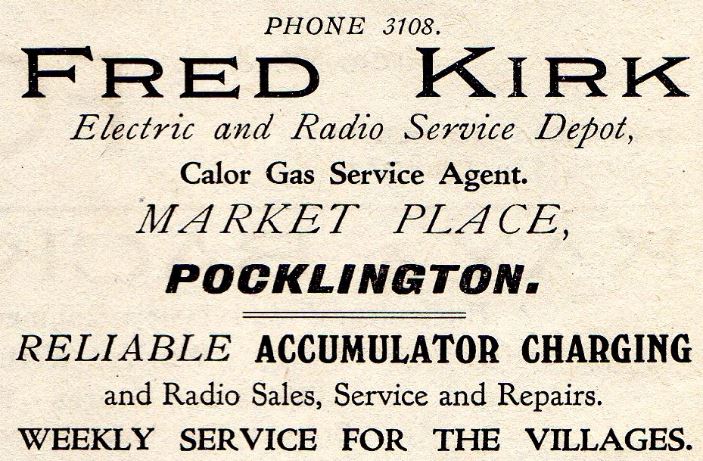 PHONE 3108.
FRED KIRK
Electric and Radio Service Depot,
Calor Gas Service Agent.
MARKET PLACE,
POCKLINGTON.
RELIABLE ACCUMULATOR CHARGING
and Radio Sales, Service and Repairs.
WEEKLY SERVICE FOR THE VILLAGES.